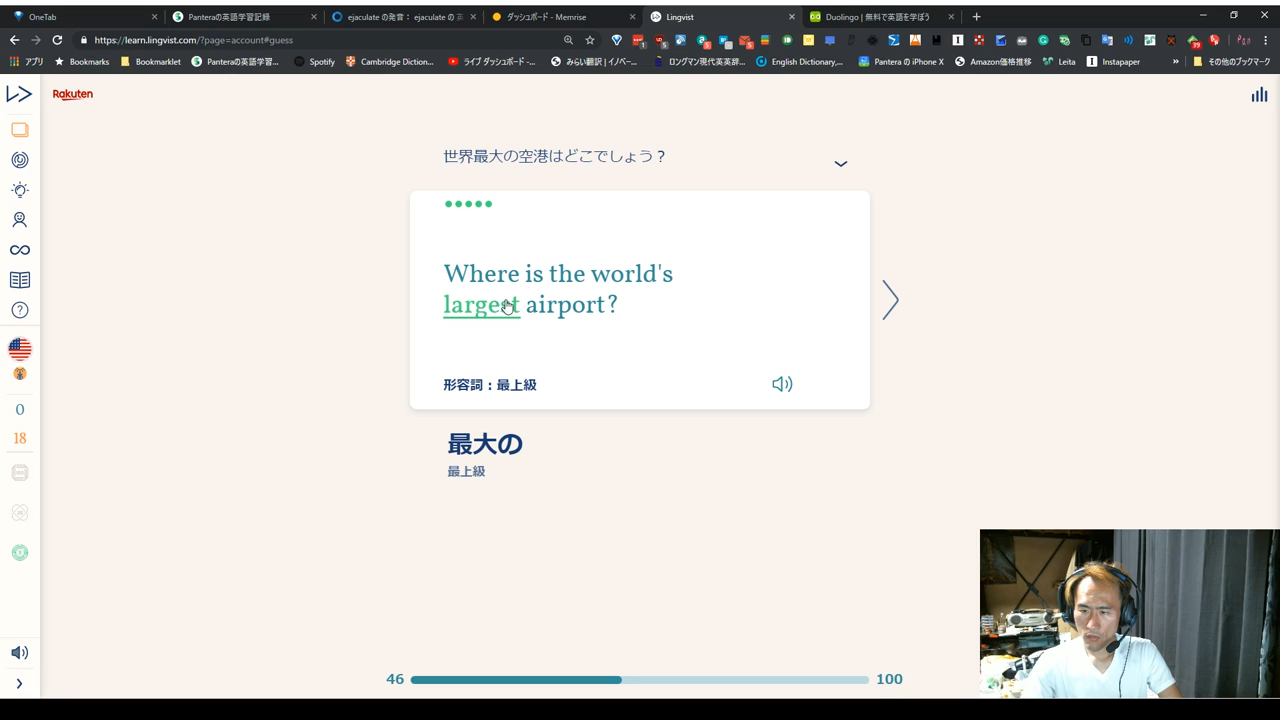 OneTab
Panteraの英語学習記録
ejaculate の発音： ejaculate の 英
ダッシュボード - Memrise
Lingvist
Duolingo | 無料で英語を学ぼう
https://learn.lingvist.com/?page=account#guess
アプリ
Bookmarks
Bookmarklet
Panteraの英語学習...
Spotify
Cambridge Diction...
ライブ ダッシュボード -...
みらい翻訳 | イノベー...
ロングマン現代英英辞...
English Dictionary,...
Pantera の iPhone X
Amazon価格推移
Leita
Instapaper
その他のブックマーク
Rakuten
世界最大の空港はどこでしょう？
Where is the world's
largest airport?
形容詞：最上級
最大の
最上級
0
18
46
100